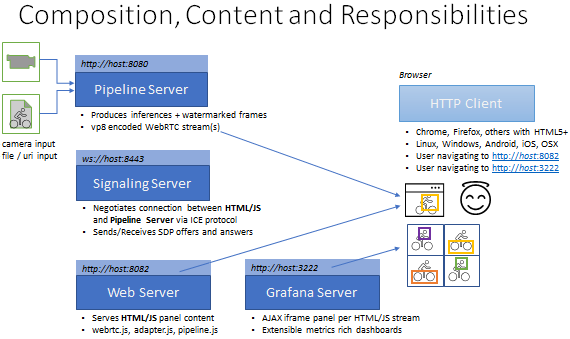 Composition, Content and Responsibilities
http://host:8080
Pipeline Server
• Produces inferences + watermarked frames
• vp8 encoded WebRTC stream(s)
camera input
file / uri input
Browser
HTTP Client
• Chrome, Firefox, others with HTML5+
• Linux, Windows, Android, iOS, OSX
• User navigating to http://host:8082
• User navigating to http://host:3222
ws://host:8443
Signaling Server
• Negotiates connection between HTML/JS
and Pipeline Server via ICE protocol
• Sends/Receives SDP offers and answers
http://host:8082
Web Server
• Serves HTML/JS panel content
• webrtc.js, adapter.js, pipeline.js
http://host:3222
Grafana Server
• AJAX iframe panel per HTML/JS stream
• Extensible metrics rich dashboards